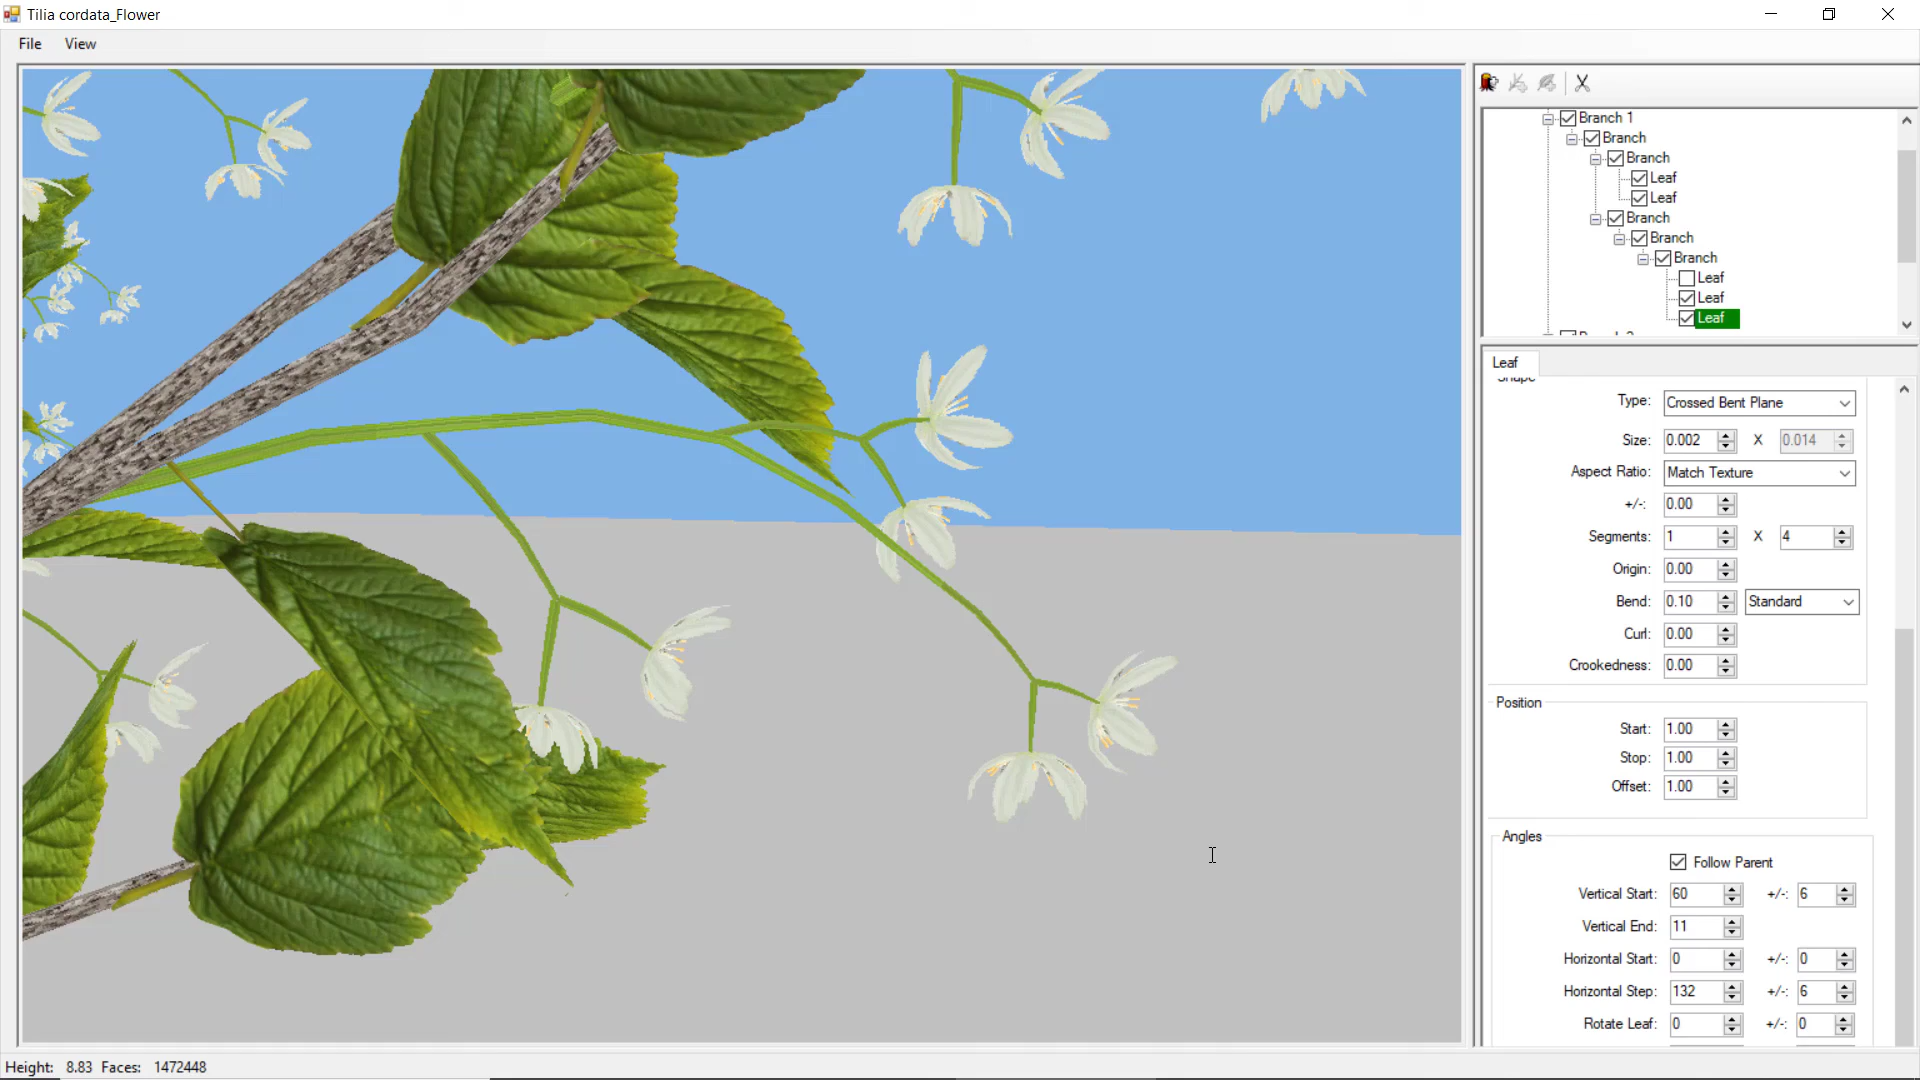 Tilia cordata_Flower
File View
Branch 1
Branch
Branch
Leaf
Leaf
Branch
Branch
Branch
Leaf
Leaf
Leaf
Leaf
Shape
Type: Crossed Bent Plane
Size: 0.002 X 0.014
Aspect Ratio: Match Texture
+/-: 0.00
Segments: 1 X 4
Origin: 0.00
Bend: 0.10 Standard
Curl: 0.00
Crookedness: 0.00
Position
Start: 1.00
Stop: 1.00
Offset: 1.00
Angles
Follow Parent
Vertical Start: 60 +/-: 6
Vertical End: 11
Horizontal Start: 0 +/-: 0
Horizontal Step: 132 +/-: 6
Rotate Leaf: 0 +/-: 0
Height: 8.83 Faces: 1472448